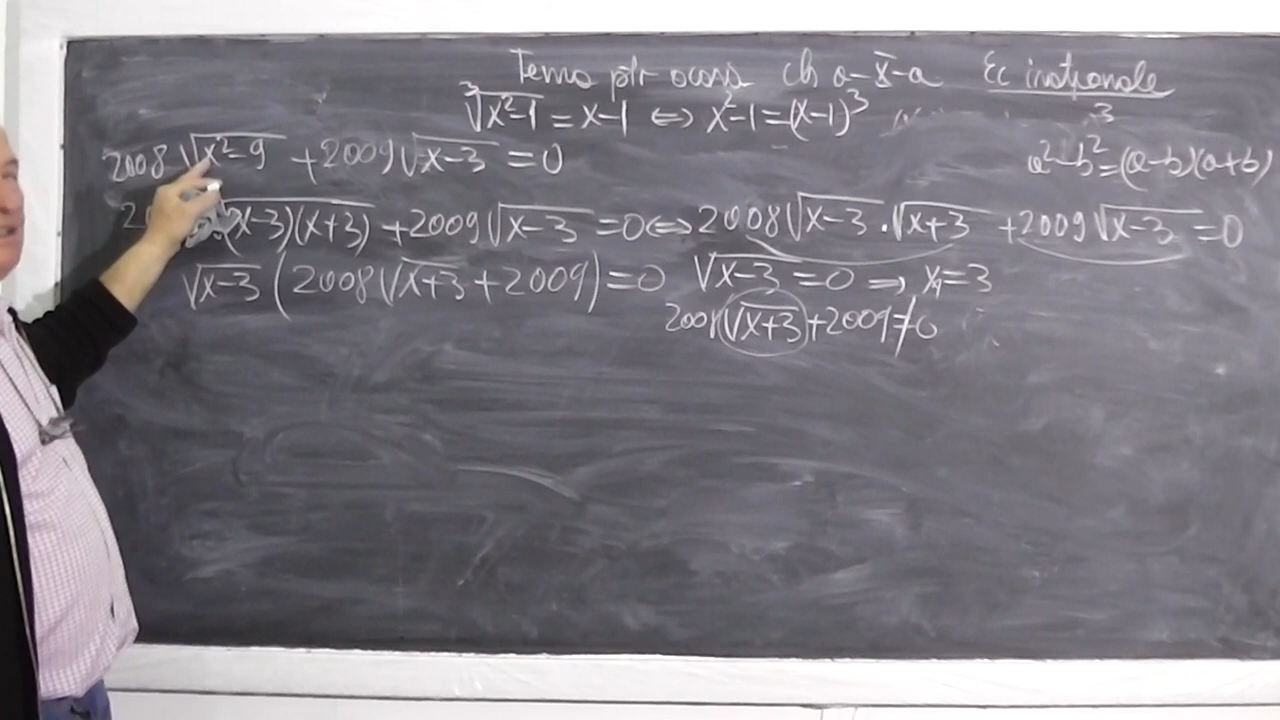 Tema ptr acasă cls a-X-a Ec iraționale
∛(x²-1) = x-1 ⇔ x²-1=(x-1)³
3
2008√(x²-9) + 2009√(x-3) = 0
a²-b²=(a-b)(a+b)
√((x-3)(x+3)) + 2009√(x-3) = 0 ⇔ 2008√(x-3)·√(x+3) + 2009√(x-3) = 0
√(x-3) (2008√(x+3) + 2009) = 0 √(x-3) = 0 ⇒ x₁=3
√(x+3) + 2009 ≠ 0